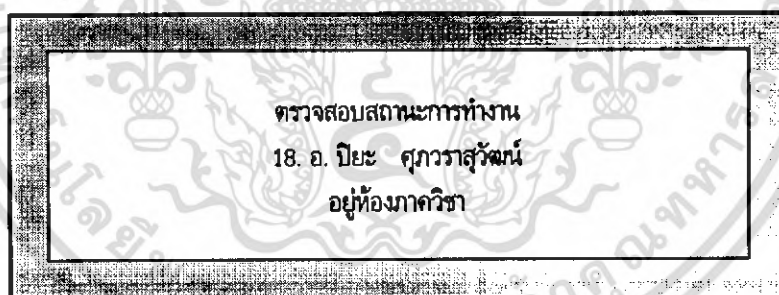 ตรวจสอบสถานะการทำงาน
18. อ. ปิยะ ศุภวราสุวัฒน์
อยู่ห้องภาควิชา